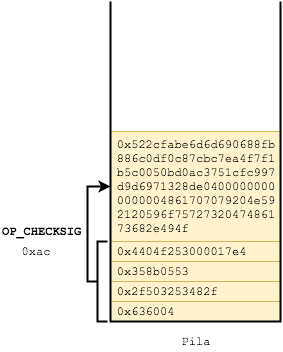 0x522cfabe6d6d690688fb
886c0df0c87cbc7ea4f7f1
b5c0050bd0ac3751cfc997
d9d6971328de0400000000
0000004861707079204e59
2120596f75727320474861
73682e494f
OP_CHECKSIG
0xac
0x4404f253000017e4
0x358b0553
0x2f503253482f
0x636004
Pila